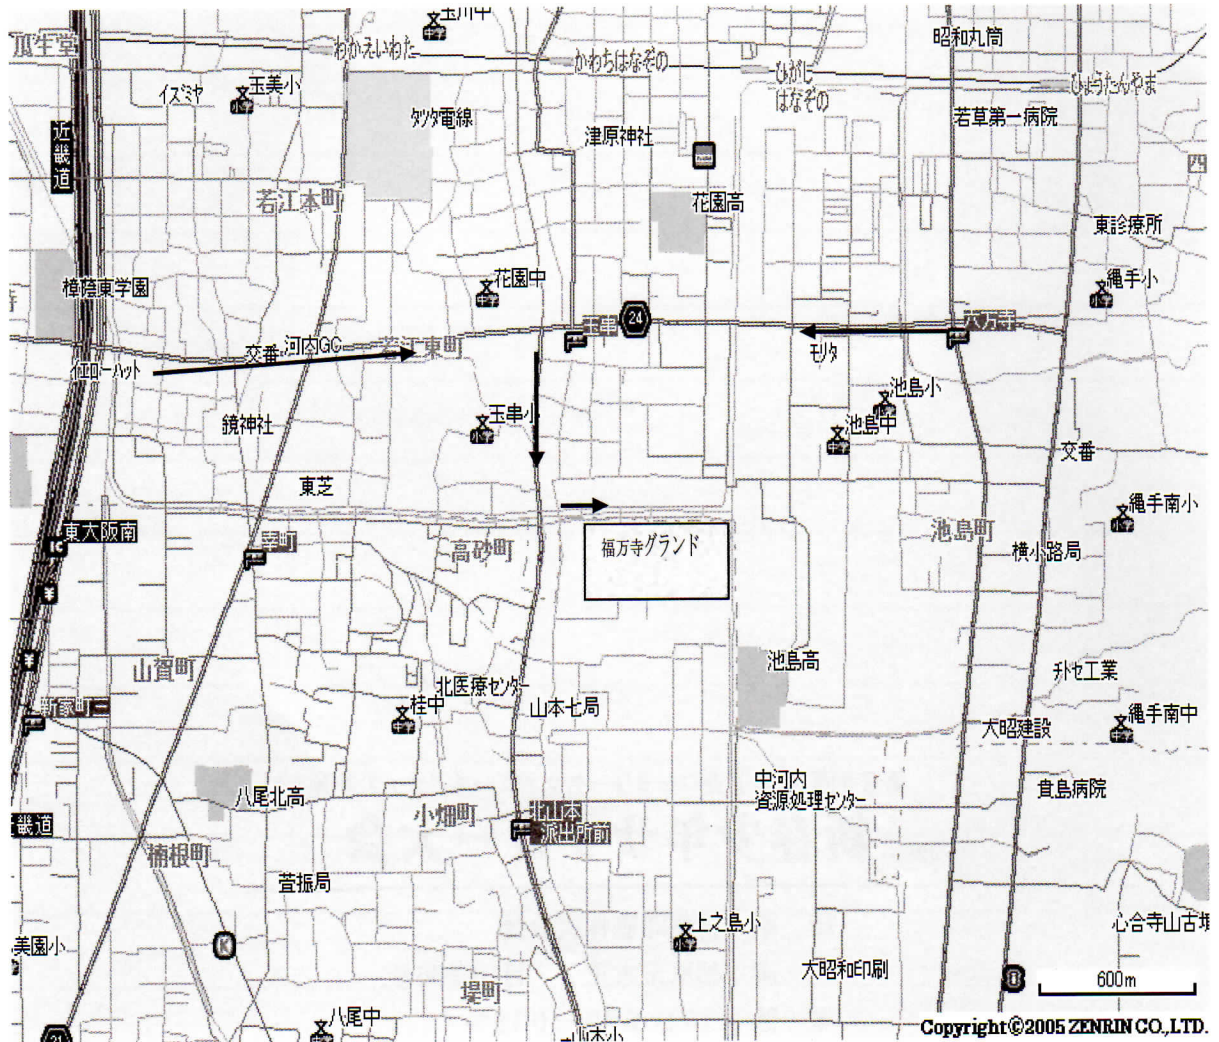 玉川中
瓜生堂
わかえいわた
かわちはなぞの
昭和丸筒
ひがし
はなぞの
ひょうたんやま
イズミヤ
玉美小
タツタ電線
津原神社
若草第一病院
近畿道
若江本町
花園高
東診療所
樟蔭東学園
花園中
縄手小
玉串
24
六万寺
交番
河内GC
若江東町
イエローハット
モリタ
池島小
鏡神社
玉串小
池島中
交番
東芝
縄手南小
東大阪南
幸町
高砂町
福万寺グランド
池島町
横小路局
山賀町
池島高
チトセ工業
北医療センター
新家町一
桂中
山本七局
大昭建設
縄手南中
中河内
資源処理センター
貴島病院
八尾北高
小畑町
北山本
派出所前
畿道
楠根町
萱振局
美園小
上之島小
心合寺山古墳
大昭和印刷
600m
堤町
八尾中
Copyright©2005 ZENRIN CO.,LTD.